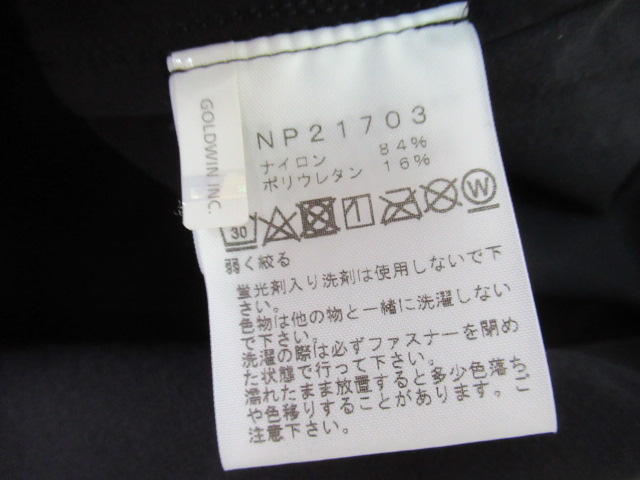 GOLDWIN INC.
NP21703
ナイロン 84%
ポリウレタン 16%
30
W
弱く絞る
蛍光剤入り洗剤は使用しないで下
さい。
色物は他の物と一緒に洗濯しない
で下さい。
洗濯の際は必ずファスナーを閉め
た状態で行って下さい。
濡れたまま放置すると多少色落ち
や色移りすることがあります。ご
注意下さい。